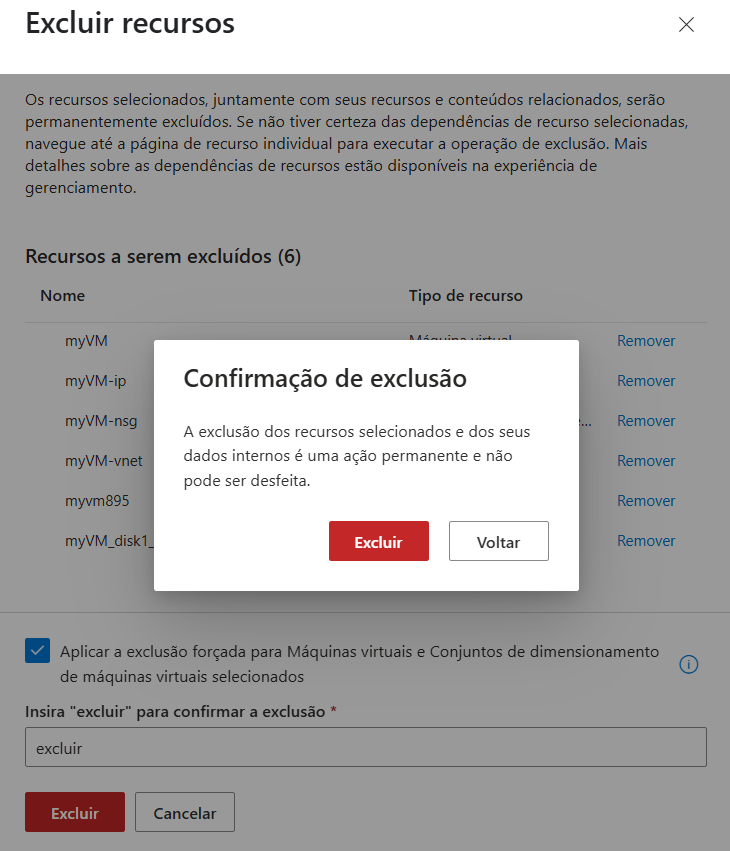 Excluir recursos
Os recursos selecionados, juntamente com seus recursos e conteúdos relacionados, serão
permanentemente excluídos. Se não tiver certeza das dependências de recurso selecionadas,
navegue até a página de recurso individual para executar a operação de exclusão. Mais
detalhes sobre as dependências de recursos estão disponíveis na experiência de
gerenciamento.
Recursos a serem excluídos (6)
Nome Tipo de recurso
myVM Máquina virtual Remover
myVM-ip Remover
myVM-nsg Remover
myVM-vnet Remover
myvm895 Remover
myVM_disk1_ Remover
Confirmação de exclusão
A exclusão dos recursos selecionados e dos seus
dados internos é uma ação permanente e não
pode ser desfeita.
Excluir Voltar
Aplicar a exclusão forçada para Máquinas virtuais e Conjuntos de dimensionamento
de máquinas virtuais selecionados
Insira "excluir" para confirmar a exclusão *
excluir
Excluir Cancelar